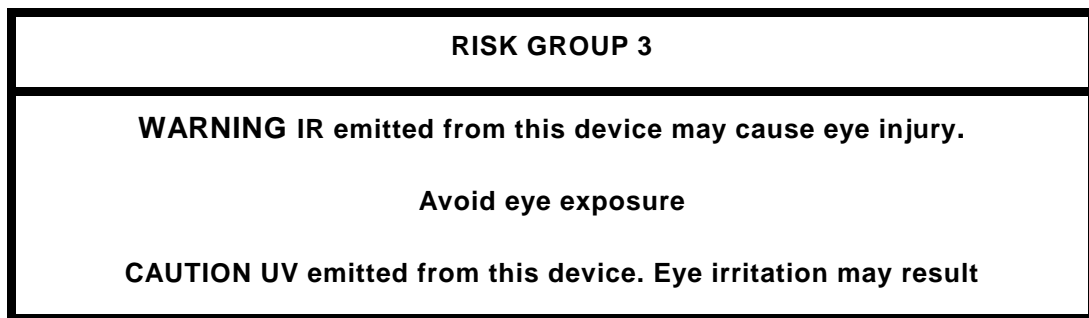 RISK GROUP 3
WARNING IR emitted from this device may cause eye injury.
Avoid eye exposure
CAUTION UV emitted from this device. Eye irritation may result